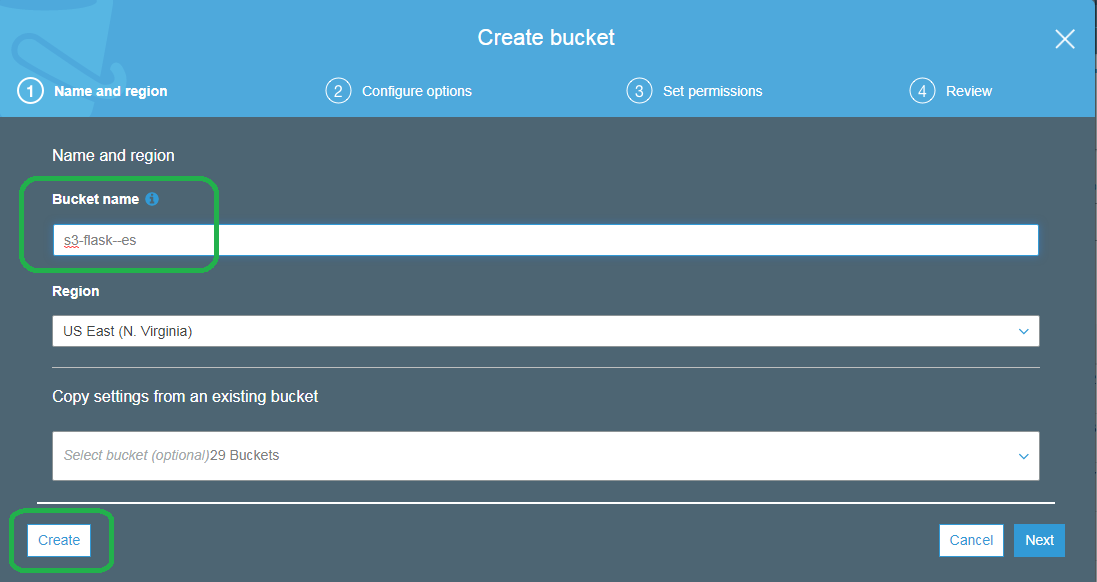 Create bucket
1 Name and region 2 Configure options 3 Set permissions 4 Review
Name and region
Bucket name
s3-flask--es
Region
US East (N. Virginia)
Copy settings from an existing bucket
Select bucket (optional)29 Buckets
Create Cancel Next